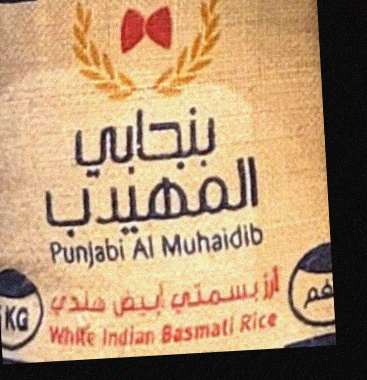 بنجابي
المهيدب
Punjabi Al Muhaidib
أرز بسمتي أبيض هندي
White Indian Basmati Rice
KG